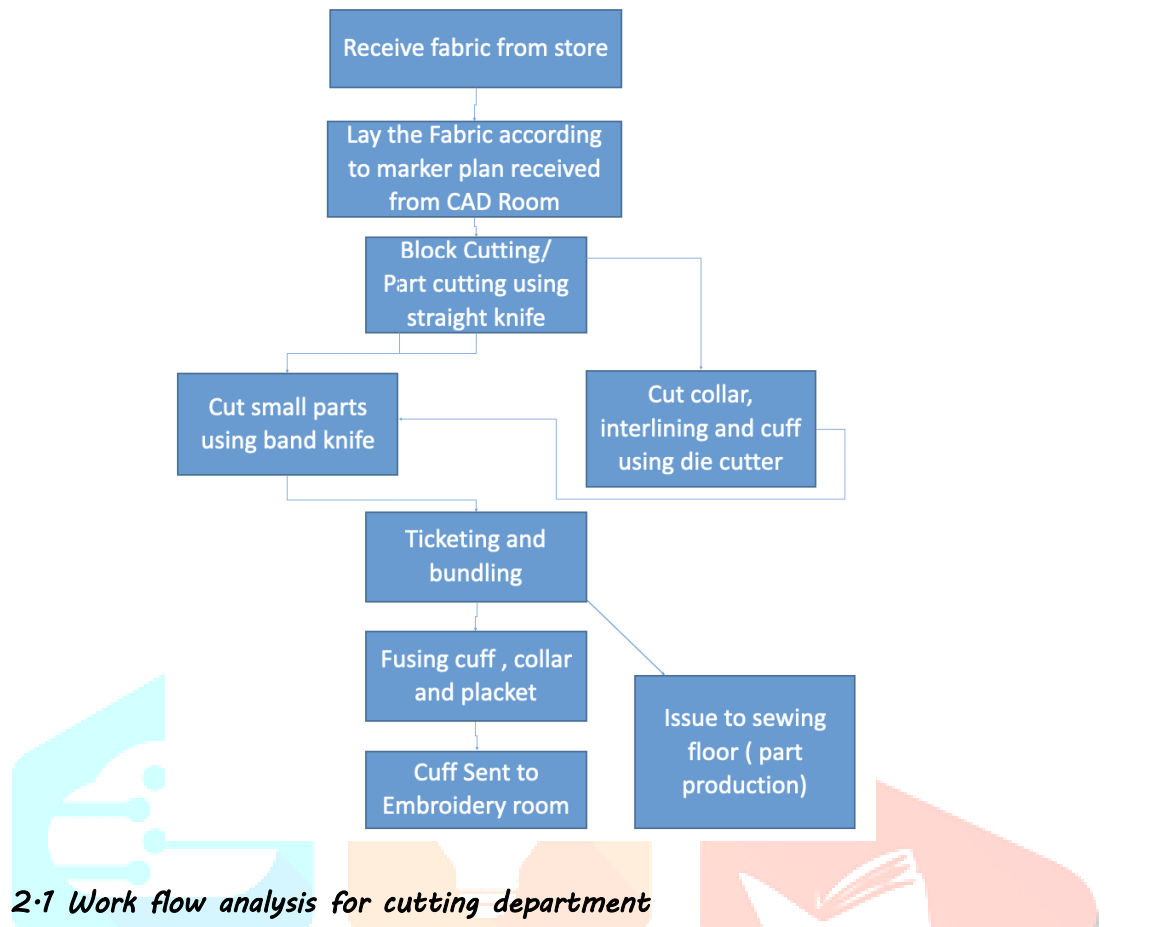 Receive fabric from store
Lay the Fabric according
to marker plan received
from CAD Room
Block Cutting/
Part cutting using
straight knife
Cut small parts
using band knife
Cut collar,
interlining and cuff
using die cutter
Ticketing and
bundling
Fusing cuff , collar
and placket
Issue to sewing
floor ( part
production)
Cuff Sent to
Embroidery room
2.1 Work flow analysis for cutting department